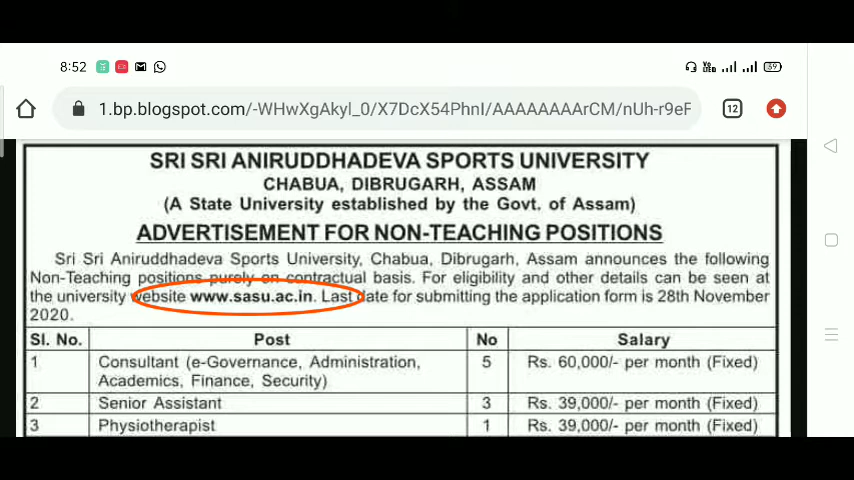 8:52
39
1.bp.blogspot.com/-WHwXgAkyl_0/X7DcX54PhnI/AAAAAAAArCM/nUh-r9eF
12
SRI SRI ANIRUDDHADEVA SPORTS UNIVERSITY
CHABUA, DIBRUGARH, ASSAM
(A State University established by the Govt. of Assam)
ADVERTISEMENT FOR NON-TEACHING POSITIONS
Sri Sri Aniruddhadeva Sports University, Chabua, Dibrugarh, Assam announces the following
Non-Teaching positions purely on contractual basis. For eligibility and other details can be seen at
the university website www.sasu.ac.in. Last date for submitting the application form is 28th November
2020.
Sl. No. Post No Salary
1 Consultant (e-Governance, Administration, 5 Rs. 60,000/- per month (Fixed)
Academics, Finance, Security)
2 Senior Assistant 3 Rs. 39,000/- per month (Fixed)
3 Physiotherapist 1 Rs. 39,000/- per month (Fixed)